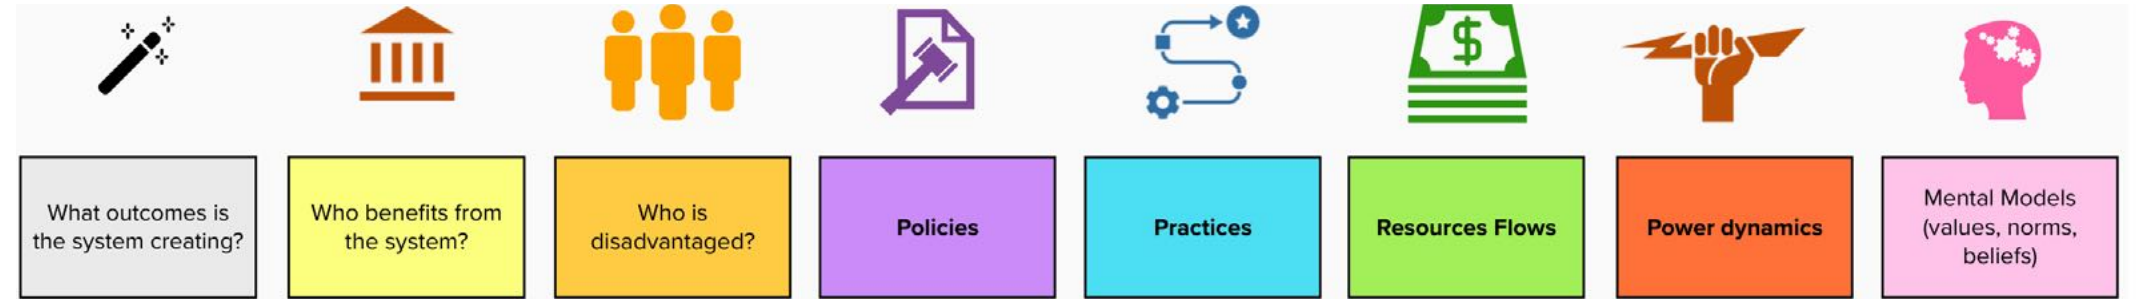 What outcomes is
the system creating?
Who benefits from
the system?
Who is
disadvantaged?
Policies
Practices
Resources Flows
Power dynamics
Mental Models
(values, norms,
beliefs)
$